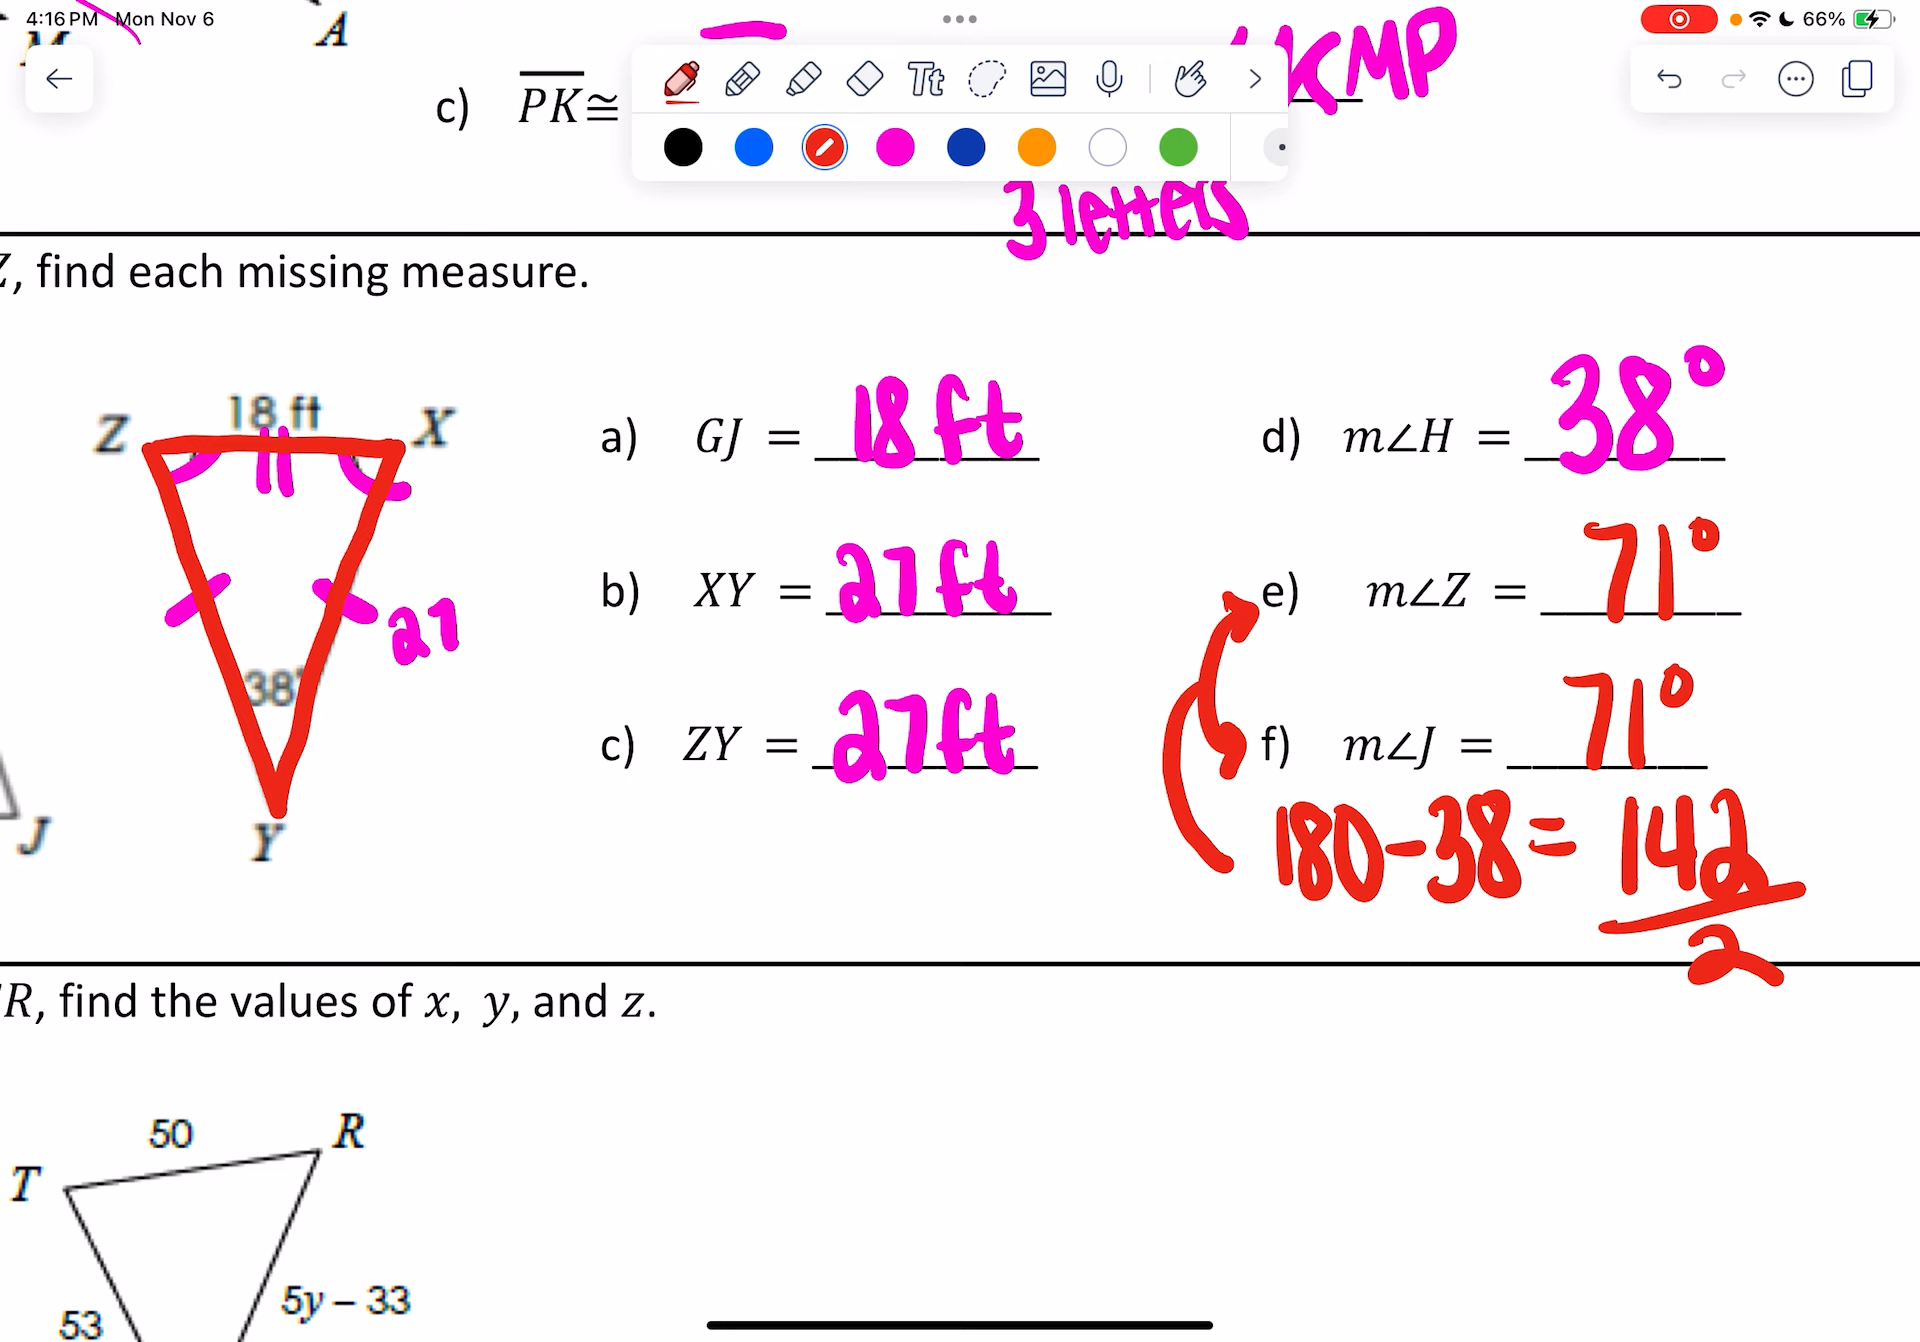 4:16 PM Mon Nov 6
66%
A
c) PK ≅
KMP
Tt
3 letters
, find each missing measure.
18 ft
Z
X
27
38°
Y
J
a) GJ = 18 ft
b) XY = 27 ft
c) ZY = 27 ft
d) m∠H = 38°
e) m∠Z = 71°
f) m∠J = 71°
180-38= 142
2
R, find the values of x, y, and z.
50
R
T
5y – 33
53